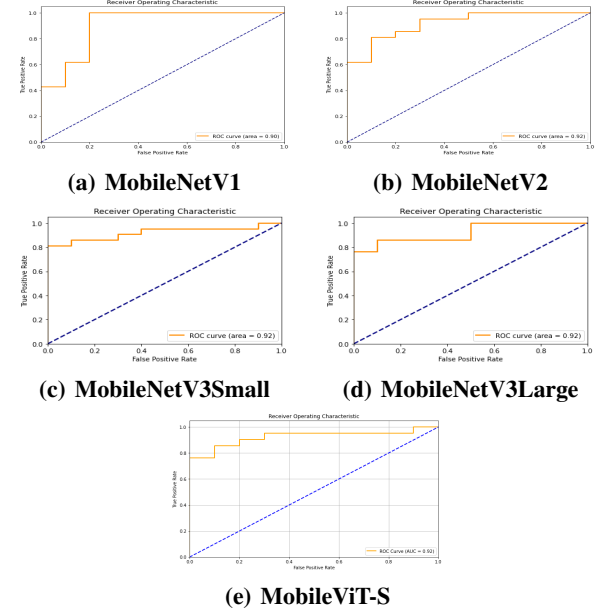 Receiver Operating Characteristic
True Positive Rate
1.0
0.8
0.6
0.4
0.2
0.0
0.0 0.2 0.4 0.6 0.8 1.0
False Positive Rate
ROC curve (area = 0.90)
(a) MobileNetV1
Receiver Operating Characteristic
True Positive Rate
1.0
0.8
0.6
0.4
0.2
0.0
0.0 0.2 0.4 0.6 0.8 1.0
False Positive Rate
ROC curve (area = 0.92)
(b) MobileNetV2
Receiver Operating Characteristic
True Positive Rate
1.0
0.8
0.6
0.4
0.2
0.0
0.0 0.2 0.4 0.6 0.8 1.0
False Positive Rate
ROC curve (area = 0.92)
(c) MobileNetV3Small
Receiver Operating Characteristic
True Positive Rate
1.0
0.8
0.6
0.4
0.2
0.0
0.0 0.2 0.4 0.6 0.8 1.0
False Positive Rate
ROC curve (area = 0.92)
(d) MobileNetV3Large
Receiver Operating Characteristic
True Positive Rate
1.0
0.8
0.6
0.4
0.2
0.0
0.0 0.2 0.4 0.6 0.8 1.0
False Positive Rate
ROC Curve (AUC = 0.92)
(e) MobileViT-S